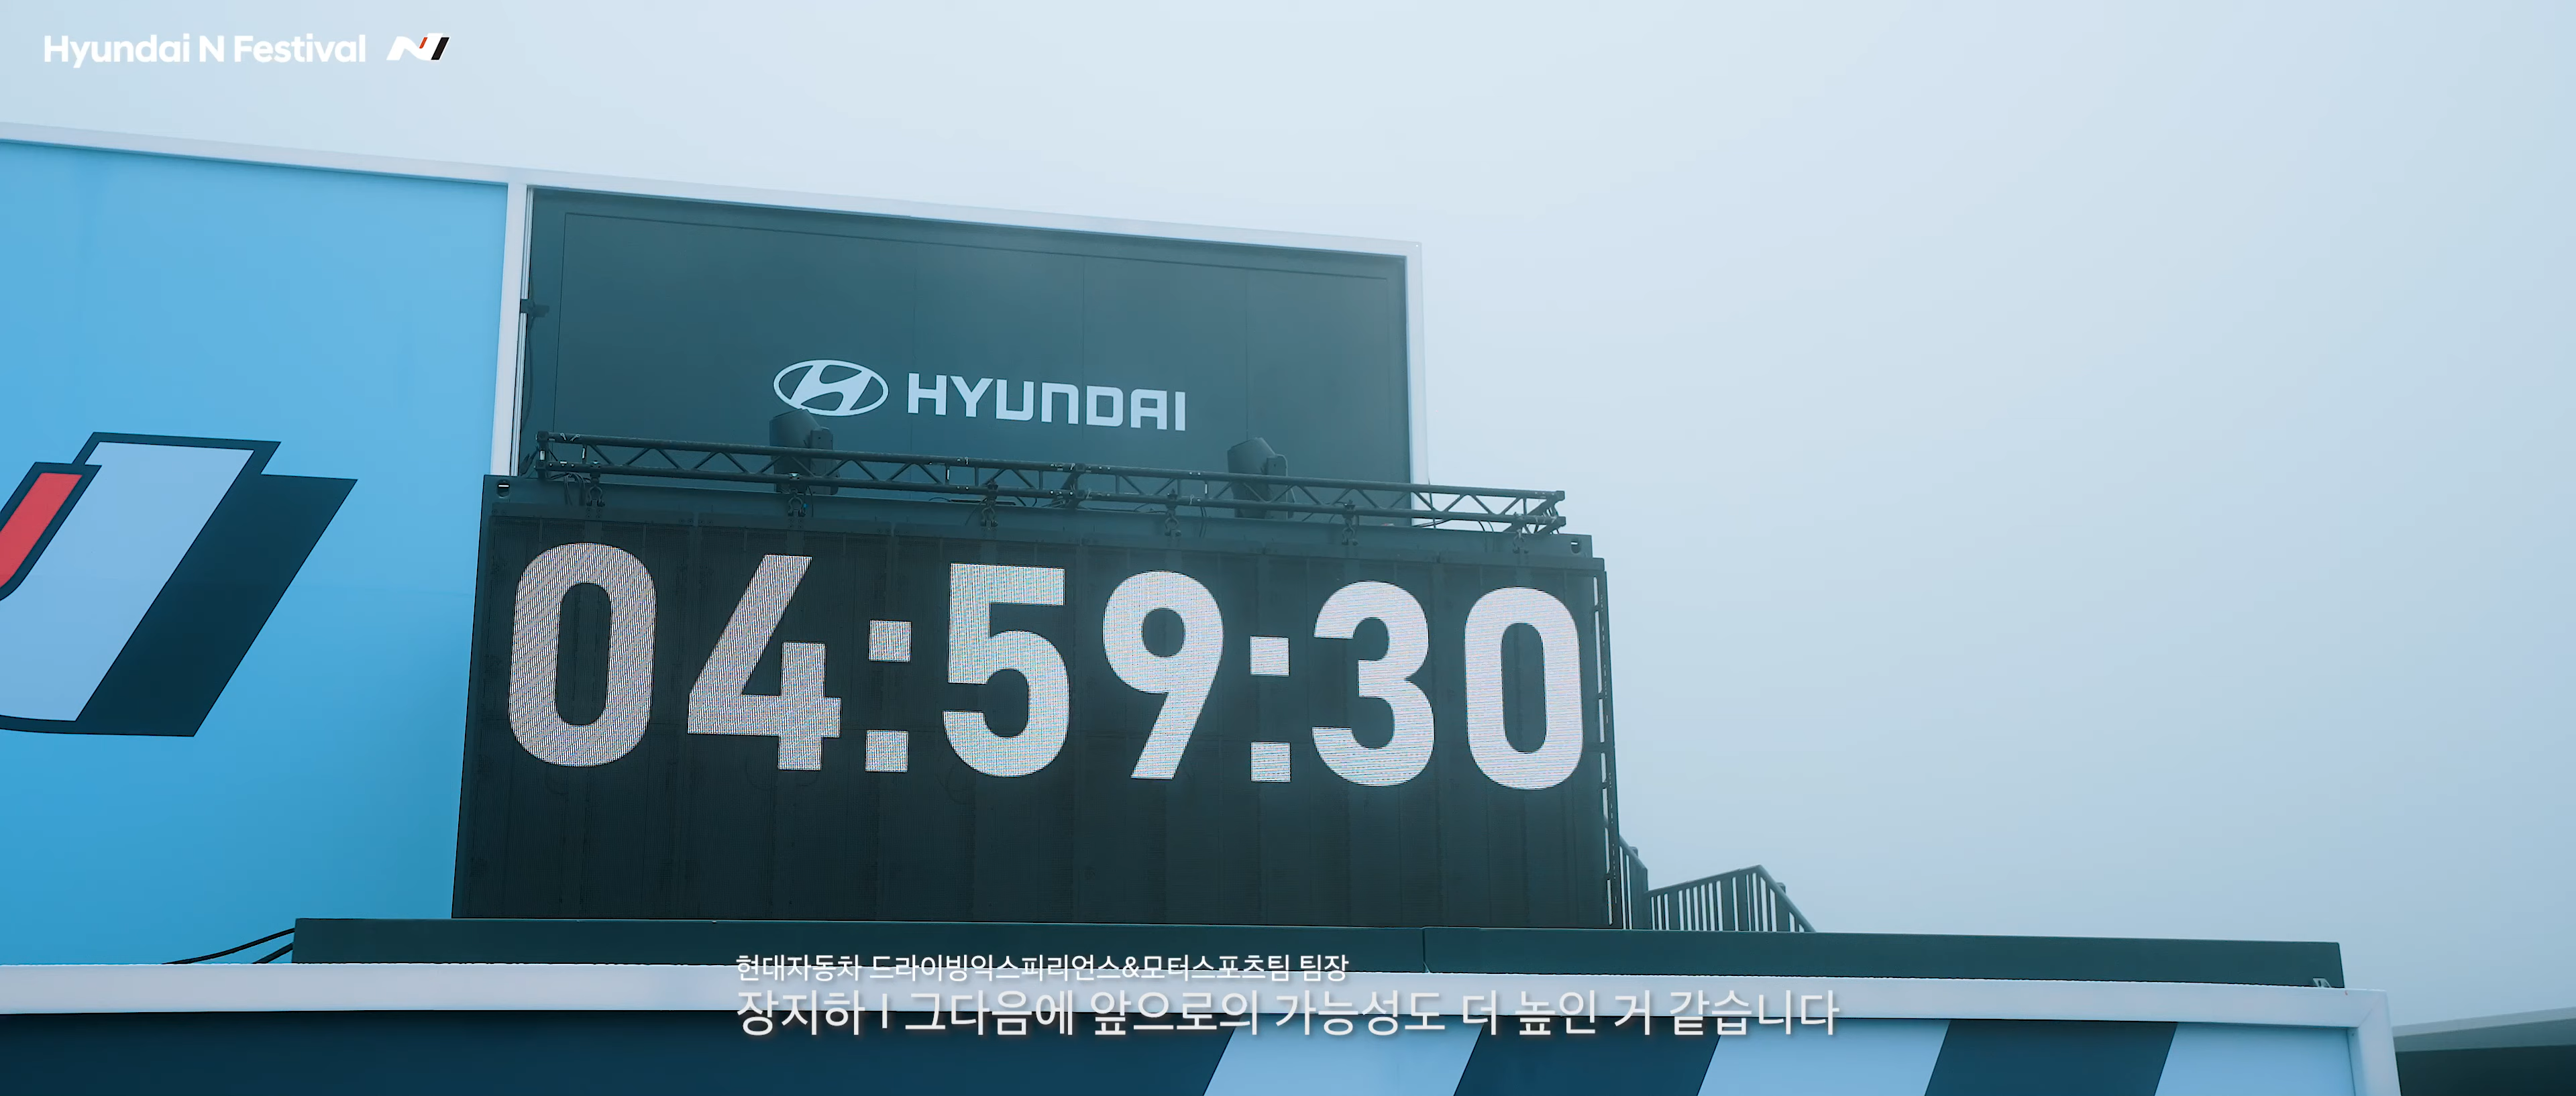 Hyundai N Festival N
HYUNDAI
04:59:30
현대자동차 드라이빙익스피리언스&모터스포츠팀 팀장
장지하 I 그다음에 앞으로의 가능성도 더 높인 거 같습니다